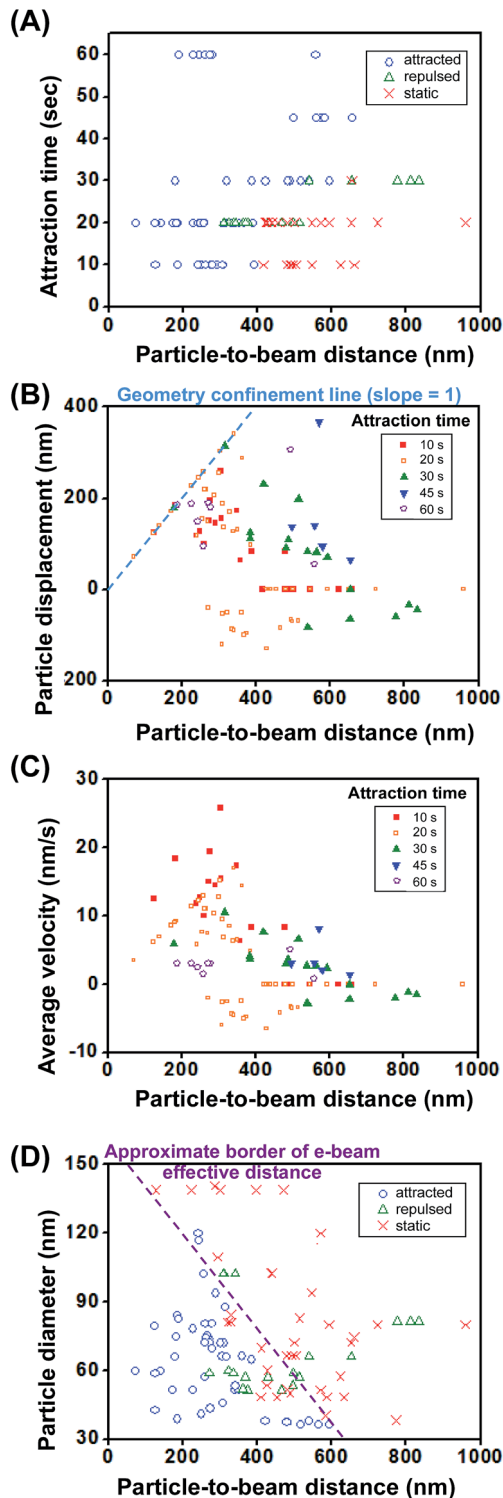 (A)
60
50
40
30
20
10
0
Attraction time (sec)
attracted
repulsed
static
0 200 400 600 800 1000
Particle-to-beam distance (nm)
(B)
Geometry confinement line (slope = 1)
400
200
0
200
Particle displacement (nm)
Attraction time
10 s
20 s
30 s
45 s
60 s
0 200 400 600 800 1000
Particle-to-beam distance (nm)
(C)
30
20
10
0
-10
Average velocity (nm/s)
Attraction time
10 s
20 s
30 s
45 s
60 s
0 200 400 600 800 1000
Particle-to-beam distance (nm)
(D)
Approximate border of e-beam
effective distance
150
120
90
60
30
Particle diameter (nm)
attracted
repulsed
static
0 200 400 600 800 1000
Particle-to-beam distance (nm)